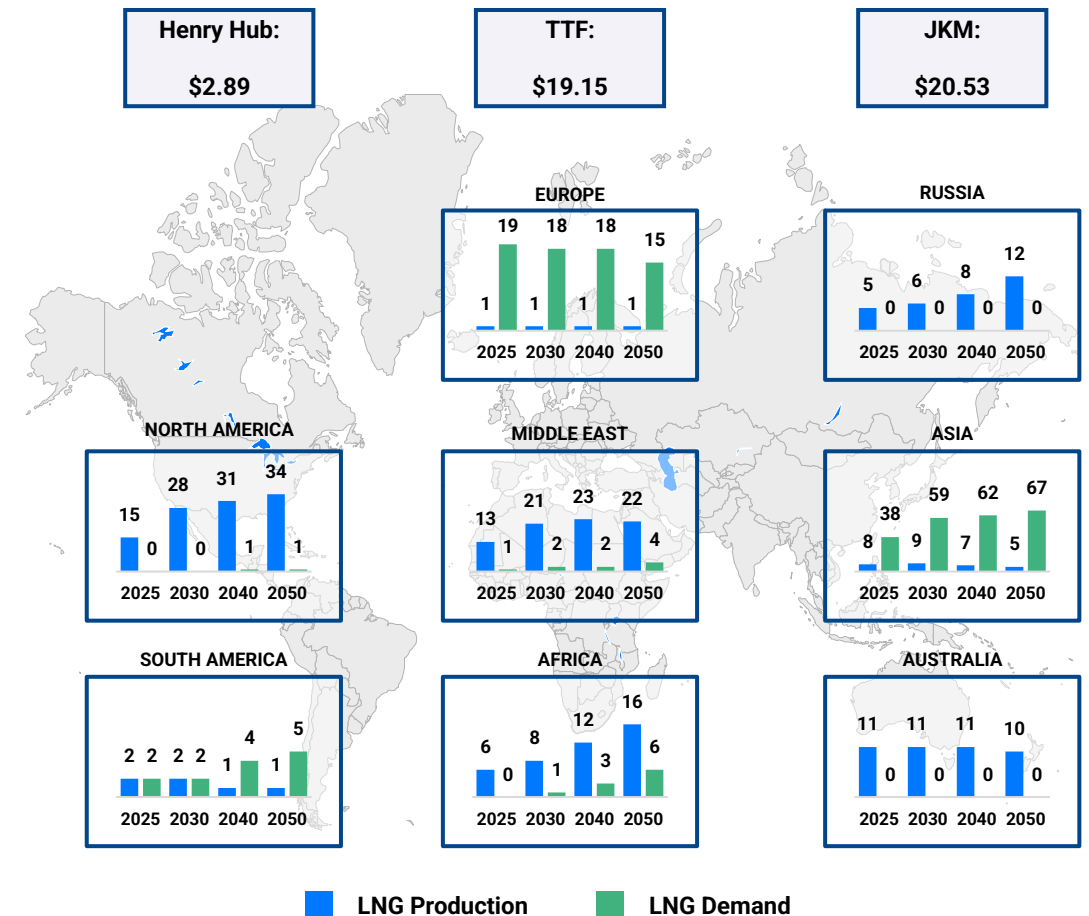 Henry Hub:
$2.89
TTF:
$19.15
JKM:
$20.53
EUROPE
19 18 18 15
1 1 1 1
2025 2030 2040 2050
RUSSIA
5 0 6 0 8 0 12 0
2025 2030 2040 2050
NORTH AMERICA
15 0 28 0 31 1 34 1
2025 2030 2040 2050
MIDDLE EAST
13 1 21 2 23 2 22 4
2025 2030 2040 2050
ASIA
8 38 9 59 7 62 5 67
2025 2030 2040 2050
SOUTH AMERICA
2 2 2 2 1 4 1 5
2025 2030 2040 2050
AFRICA
6 0 8 1 12 3 16 6
2025 2030 2040 2050
AUSTRALIA
11 0 11 0 11 0 10 0
2025 2030 2040 2050
LNG Production LNG Demand